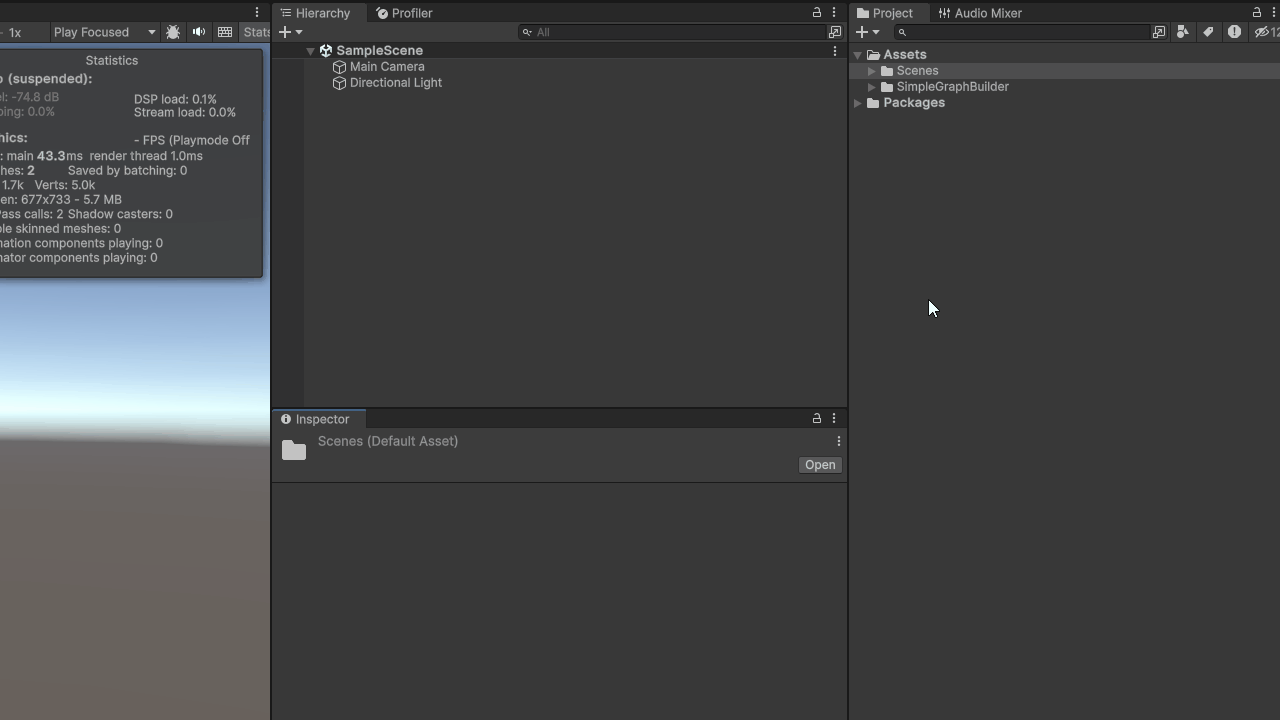 1x
Play Focused
Stats
Statistics
o (suspended):
el: -74.8 dB
DSP load: 0.1%
ping: 0.0%
Stream load: 0.0%
hics:
- FPS (Playmode Off
: main 43.3ms render thread 1.0ms
hes: 2 Saved by batching: 0
1.7k Verts: 5.0k
en: 677x733 - 5.7 MB
Pass calls: 2 Shadow casters: 0
ble skinned meshes: 0
nation components playing: 0
nator components playing: 0
Hierarchy
Profiler
All
SampleScene
Main Camera
Directional Light
Inspector
Scenes (Default Asset)
Open
Project
Audio Mixer
12
Assets
Scenes
SimpleGraphBuilder
Packages